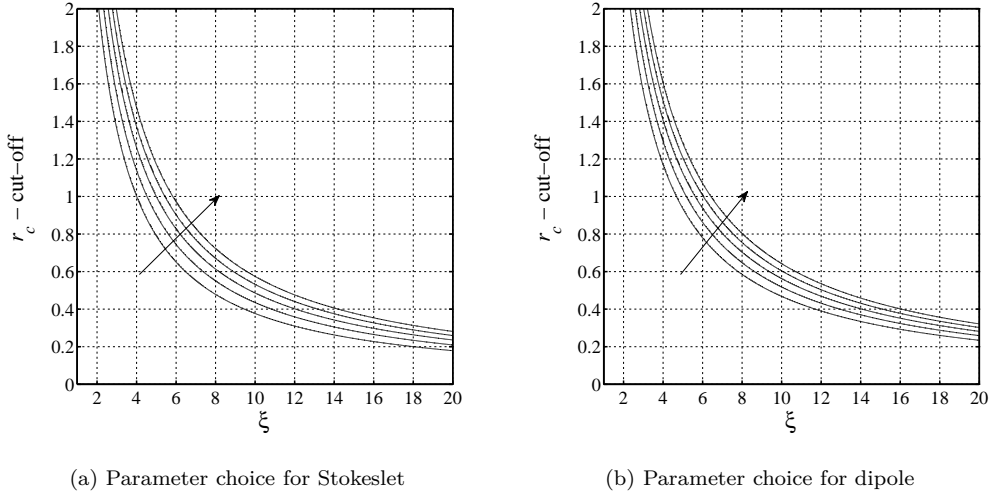 2
1.8
1.6
1.4
1.2
1
0.8
0.6
0.4
0.2
0
r_c – cut–off
2 4 6 8 10 12 14 16 18 20
ξ
(a) Parameter choice for Stokeslet
2
1.8
1.6
1.4
1.2
1
0.8
0.6
0.4
0.2
0
r_c – cut–off
2 4 6 8 10 12 14 16 18 20
ξ
(b) Parameter choice for dipole